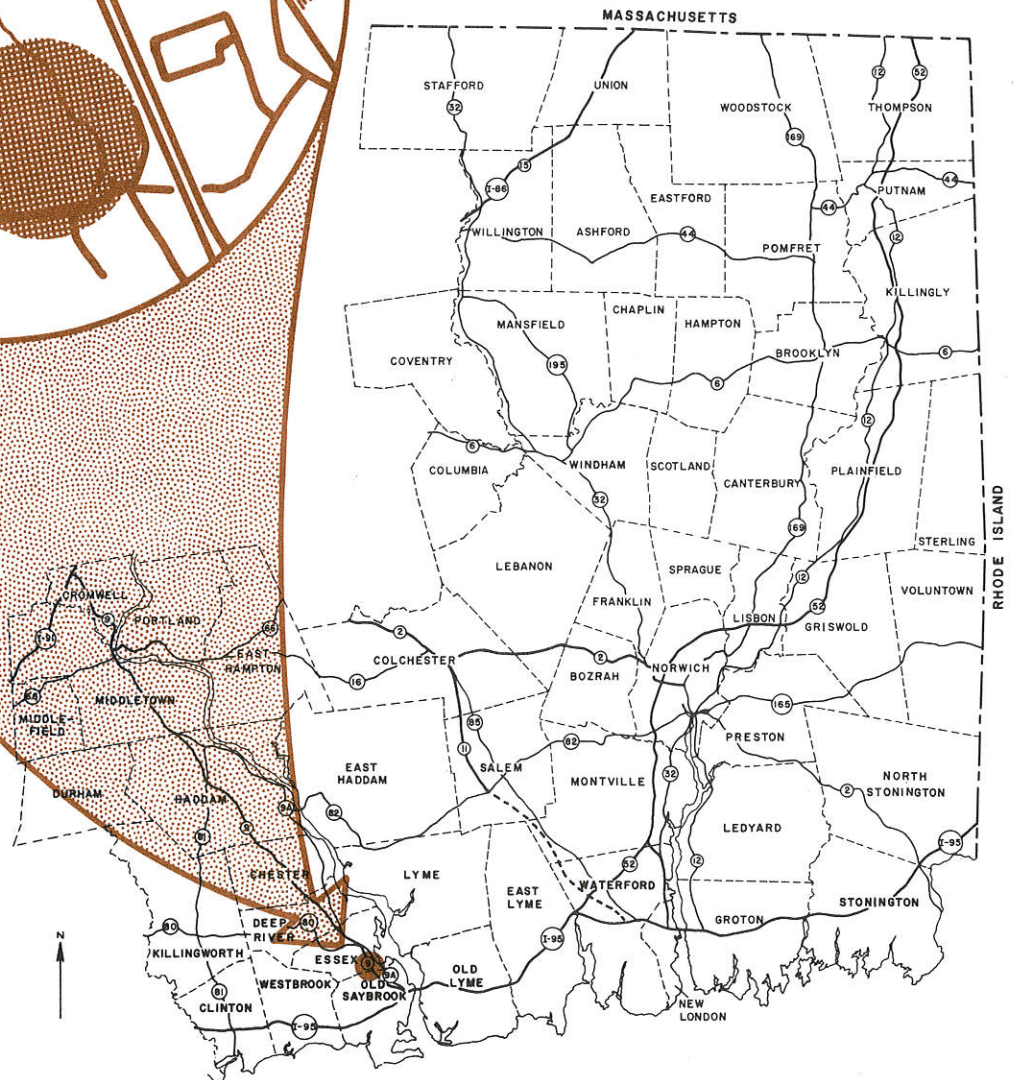 MASSACHUSETTS
STAFFORD
UNION
WOODSTOCK
THOMPSON
12
52
32
169
15
I-86
44
PUTNAM
EASTFORD
44
WILLINGTON
ASHFORD
44
POMFRET
12
KILLINGLY
CHAPLIN
MANSFIELD
HAMPTON
COVENTRY
195
BROOKLYN
6
6
12
6
COLUMBIA
WINDHAM
SCOTLAND
CANTERBURY
PLAINFIELD
32
169
RHODE ISLAND
STERLING
LEBANON
SPRAGUE
12
VOLUNTOWN
CROMWELL
9
PORTLAND
FRANKLIN
52
LISBON
GRISWOLD
I-91
66
2
EAST
HAMPTON
COLCHESTER
2
NORWICH
BOZRAH
16
66
MIDDLETOWN
165
MIDDLE-
FIELD
85
82
PRESTON
11
SALEM
EAST
HADDAM
MONTVILLE
32
NORTH
STONINGTON
2
DURHAM
HADDAM
9A
82
81
9
LEDYARD
I-95
12
CHESTER
LYME
52
WATERFORD
EAST
LYME
STONINGTON
GROTON
80
DEEP
RIVER
80
N
KILLINGWORTH
ESSEX
9
9A
I-95
WESTBROOK
OLD
SAYBROOK
OLD
LYME
81
CLINTON
NEW
LONDON
I-95